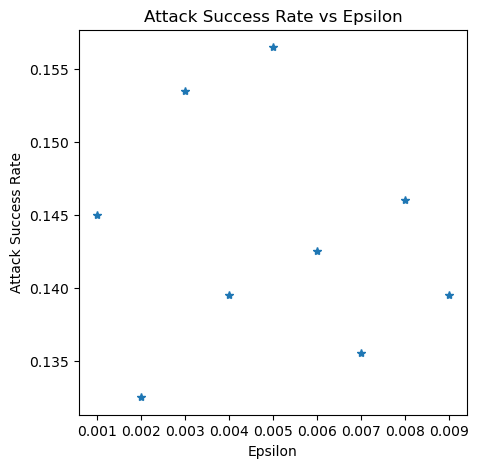 Attack Success Rate vs Epsilon
0.155
0.150
0.145
0.140
0.135
Attack Success Rate
0.001 0.002 0.003 0.004 0.005 0.006 0.007 0.008 0.009
Epsilon